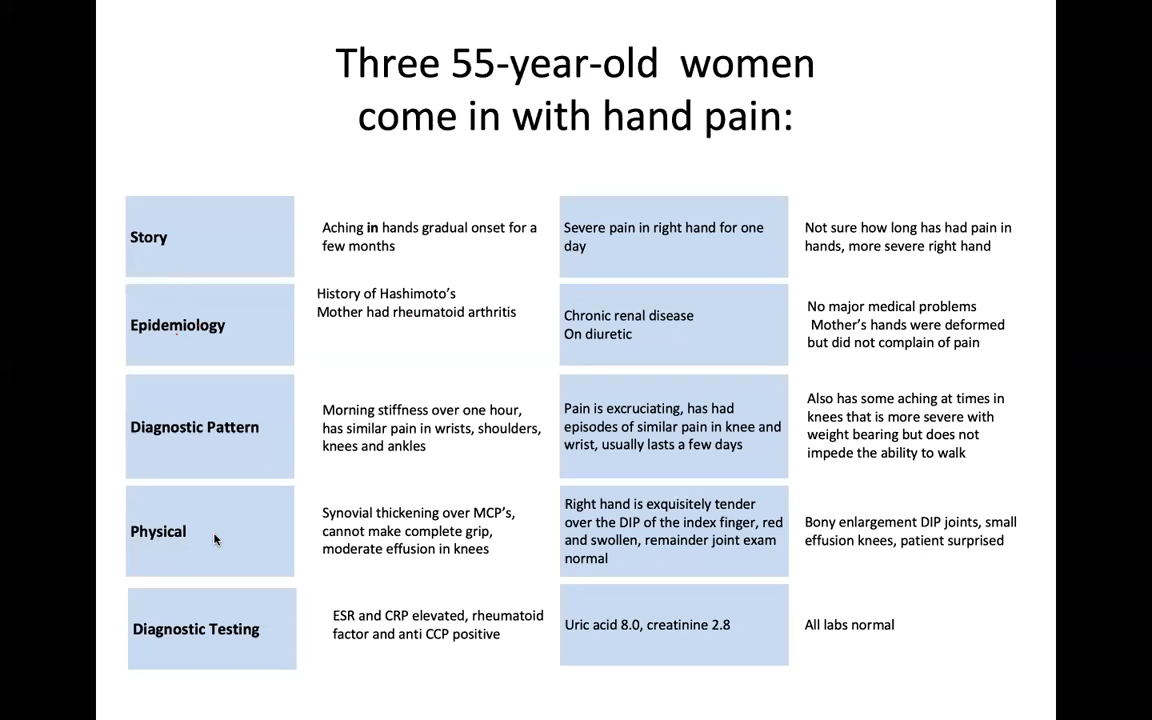 Three 55-year-old  women
come in with hand pain:
Story
Aching in hands gradual onset for a
few months
Severe pain in right hand for one
day
Not sure how long has had pain in
hands, more severe right hand
Epidemiology
History of Hashimoto's
Mother had rheumatoid arthritis
Chronic renal disease
On diuretic
No major medical problems
Mother's hands were deformed
but did not complain of pain
Diagnostic Pattern
Morning stiffness over one hour,
has similar pain in wrists, shoulders,
knees and ankles
Pain is excruciating, has had
episodes of similar pain in knee and
wrist, usually lasts a few days
Also has some aching at times in
knees that is more severe with
weight bearing but does not
impede the ability to walk
Physical
Synovial thickening over MCP's,
cannot make complete grip,
moderate effusion in knees
Right hand is exquisitely tender
over the DIP of the index finger, red
and swollen, remainder joint exam
normal
Bony enlargement DIP joints, small
effusion knees, patient surprised
Diagnostic Testing
ESR and CRP elevated, rheumatoid
factor and anti CCP positive
Uric acid 8.0, creatinine 2.8
All labs normal